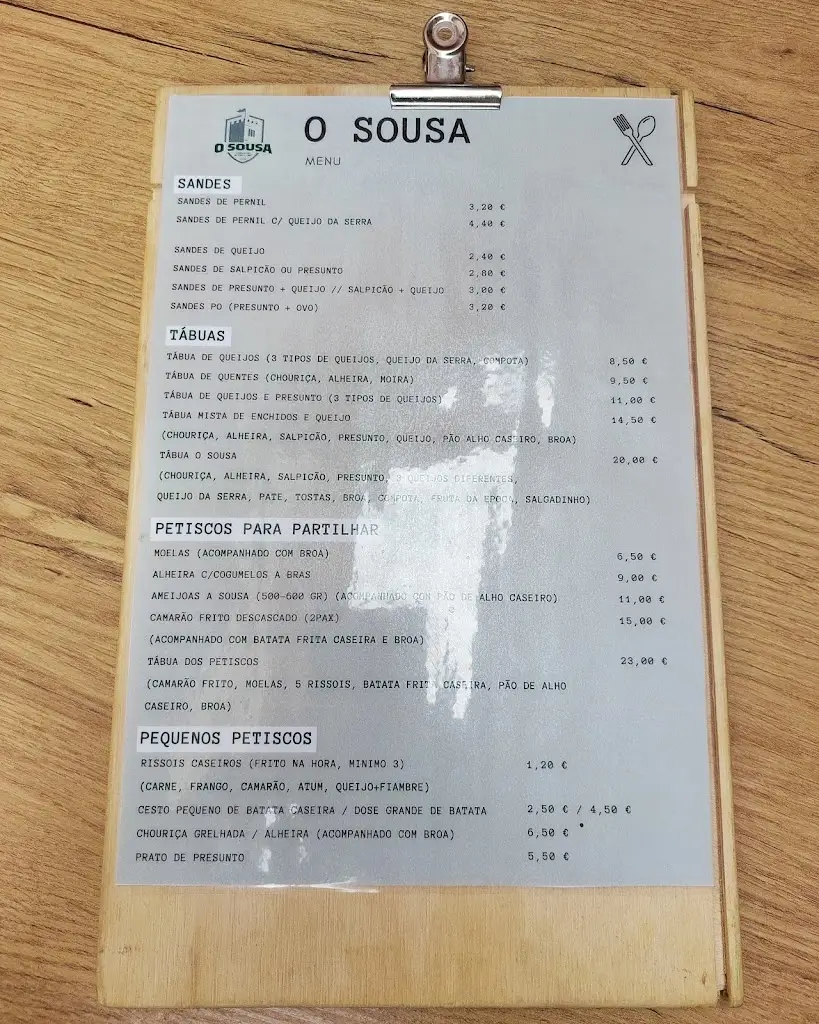 O SOUSA
O SOUSA
MENU
SANDES
SANDES DE PERNIL 3,20 €
SANDES DE PERNIL C/ QUEIJO DA SERRA 4,40 €
SANDES DE QUEIJO 2,40 €
SANDES DE SALPICÃO OU PRESUNTO 2,80 €
SANDES DE PRESUNTO + QUEIJO // SALPICÃO + QUEIJO 3,00 €
SANDES PO (PRESUNTO + OVO) 3,20 €
TÁBUAS
TÁBUA DE QUEIJOS (3 TIPOS DE QUEIJOS, QUEIJO DA SERRA, COMPOTA) 8,50 €
TÁBUA DE QUENTES (CHOURIÇA, ALHEIRA, MOIRA) 9,50 €
TÁBUA DE QUEIJOS E PRESUNTO (3 TIPOS DE QUEIJOS) 11,00 €
TÁBUA MISTA DE ENCHIDOS E QUEIJO 14,50 €
(CHOURIÇA, ALHEIRA, SALPICÃO, PRESUNTO, QUEIJO, PÃO ALHO CASEIRO, BROA)
TÁBUA O SOUSA 20,00 €
(CHOURIÇA, ALHEIRA, SALPICÃO, PRESUNTO, 3 QUEIJOS DIFERENTES,
QUEIJO DA SERRA, PATE, TOSTAS, BROA, COMPOTA, FRUTA DA EPOCA, SALGADINHO)
PETISCOS PARA PARTILHAR
MOELAS (ACOMPANHADO COM BROA) 6,50 €
ALHEIRA C/COGUMELOS A BRAS 9,00 €
AMEIJOAS A SOUSA (500-600 GR) (ACOMPANHADO COM PÃO DE ALHO CASEIRO) 11,00 €
CAMARÃO FRITO DESCASCADO (2PAX) 15,00 €
(ACOMPANHADO COM BATATA FRITA CASEIRA E BROA)
TÁBUA DOS PETISCOS 23,00 €
(CAMARÃO FRITO, MOELAS, 5 RISSOIS, BATATA FRITA CASEIRA, PÃO DE ALHO
CASEIRO, BROA)
PEQUENOS PETISCOS
RISSOIS CASEIROS (FRITO NA HORA, MINIMO 3) 1,20 €
(CARNE, FRANGO, CAMARÃO, ATUM, QUEIJO+FIAMBRE)
CESTO PEQUENO DE BATATA CASEIRA / DOSE GRANDE DE BATATA 2,50 € / 4,50 €
CHOURIÇA GRELHADA / ALHEIRA (ACOMPANHADO COM BROA) 6,50 €
PRATO DE PRESUNTO 5,50 €